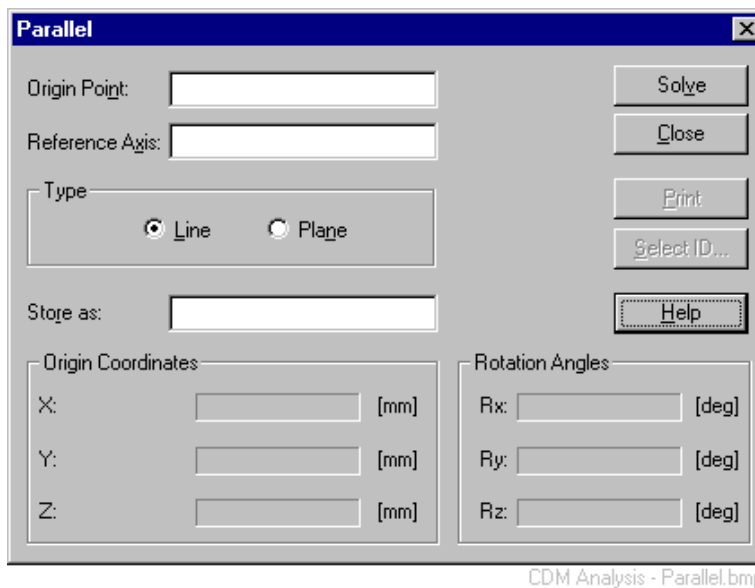 Parallel
Origin Point:
Solve
Reference Axis:
Close
Type
Line Plane
Print
Select ID...
Store as:
Help
Origin Coordinates
X: [mm]
Y: [mm]
Z: [mm]
Rotation Angles
Rx: [deg]
Ry: [deg]
Rz: [deg]
CDM Analysis - Parallel.bmp